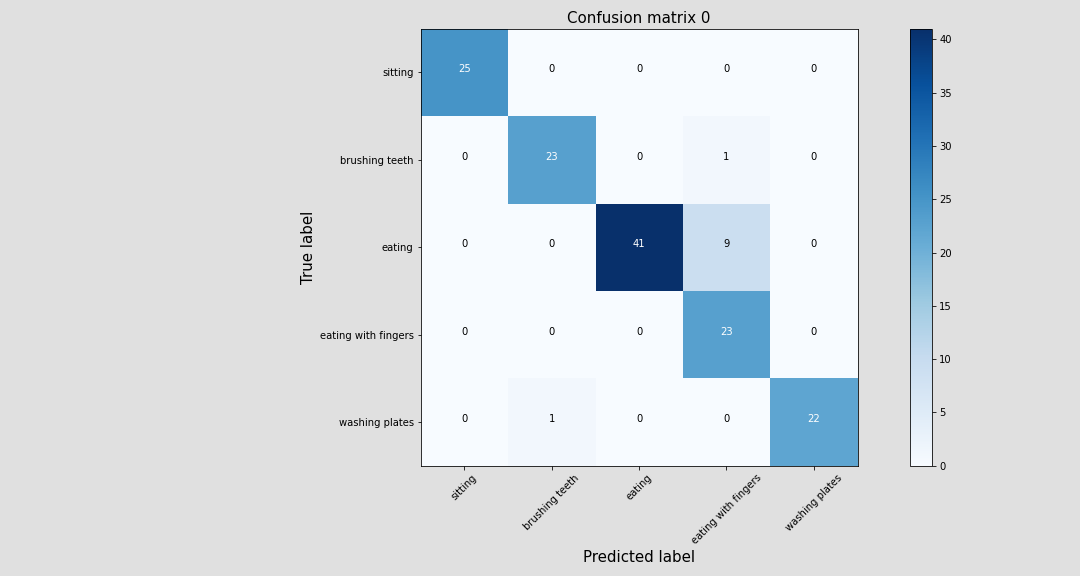 Confusion matrix 0
sitting 25 0 0 0 0
brushing teeth 0 23 0 1 0
eating 0 0 41 9 0
eating with fingers 0 0 0 23 0
washing plates 0 1 0 0 22
True label
sitting brushing teeth eating eating with fingers washing plates
Predicted label
40
35
30
25
20
15
10
5
0